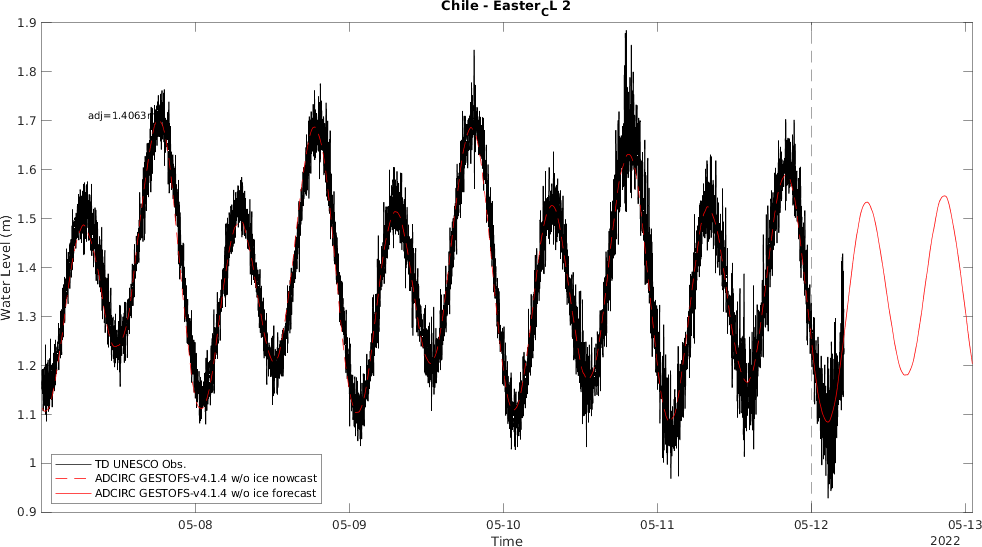 Chile - Easter_CL 2
1.9
1.8
1.7
1.6
1.5
1.4
1.3
1.2
1.1
1
0.9
Water Level (m)
adj=1.4063m
TD UNESCO Obs.
ADCIRC GESTOFS-v4.1.4 w/o ice nowcast
ADCIRC GESTOFS-v4.1.4 w/o ice forecast
05-08
05-09
05-10
05-11
05-12
05-13
Time
2022